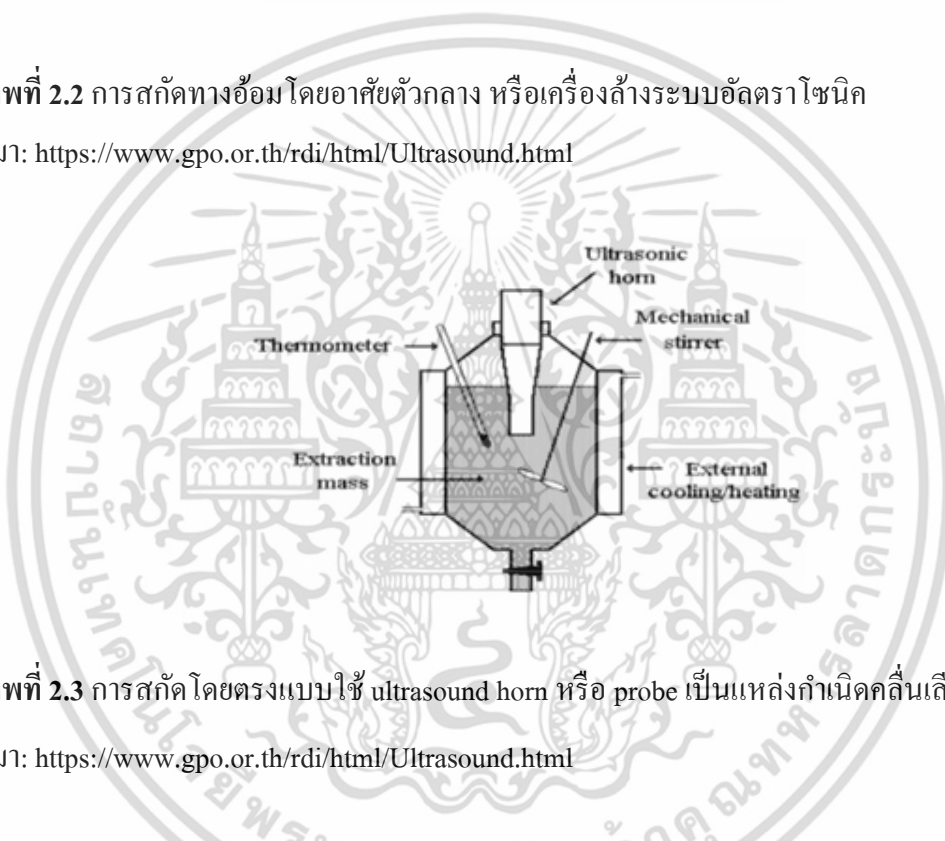 พที่ 2.2 การสกัดทางอ้อมโดยอาศัยตัวกลาง หรือเครื่องล้างระบบอัลตราโซนิค
มา: https://www.gpo.or.th/rdi/html/Ultrasound.html
Ultrasonic
horn
Mechanical
stirrer
Thermometer
Extraction
mass
External
cooling/heating
พที่ 2.3 การสกัดโดยตรงแบบใช้ ultrasound horn หรือ probe เป็นแหล่งกำเนิดคลื่นเสี
มา: https://www.gpo.or.th/rdi/html/Ultrasound.html